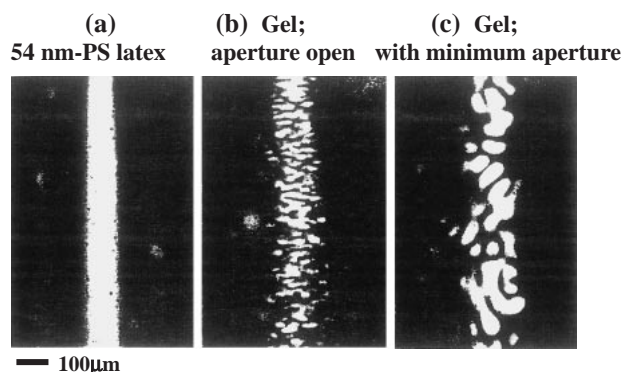 (a)
54 nm-PS latex
(b) Gel;
aperture open
(c) Gel;
with minimum aperture
100μm